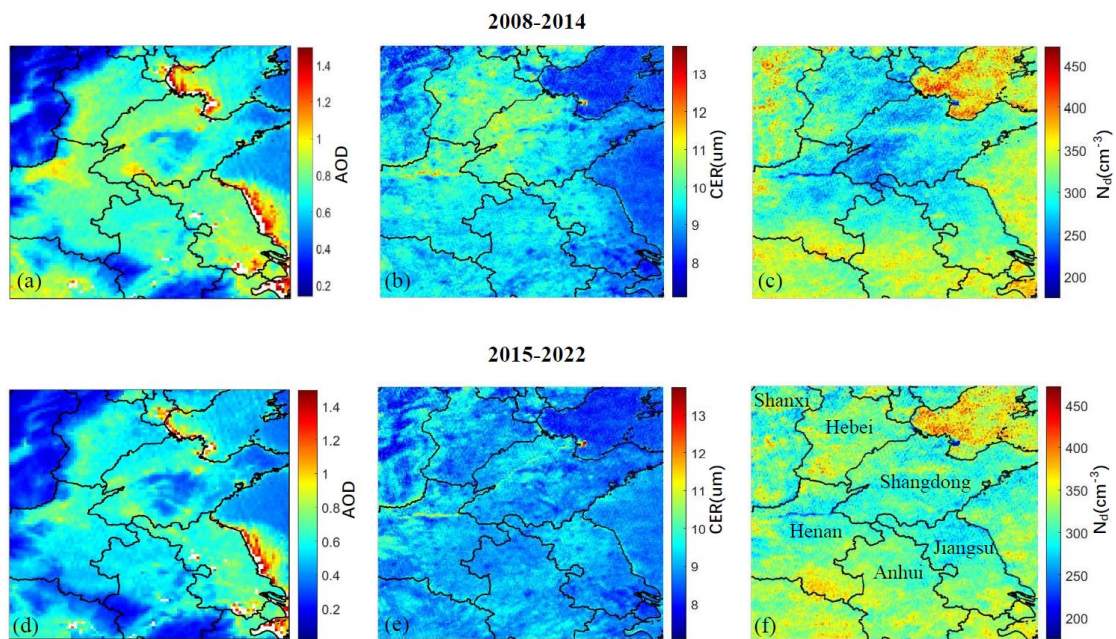 2008-2014
1.4
1.2
1
0.8
0.6
0.4
0.2
AOD
(a)
13
12
11
10
9
8
CER(um)
(b)
450
400
350
300
250
200
N_d(cm^-3)
(c)
2015-2022
1.4
1.2
1
0.8
0.6
0.4
0.2
AOD
(d)
13
12
11
10
9
8
7
CER(um)
(e)
Shanxi
Hebei
Shangdong
Henan
Jiangsu
Anhui
450
400
350
300
250
200
N_d(cm^-3)
(f)